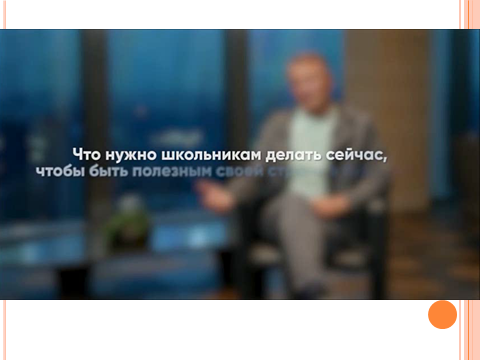 Что нужно школьникам делать сейчас,
чтобы быть полезным своей